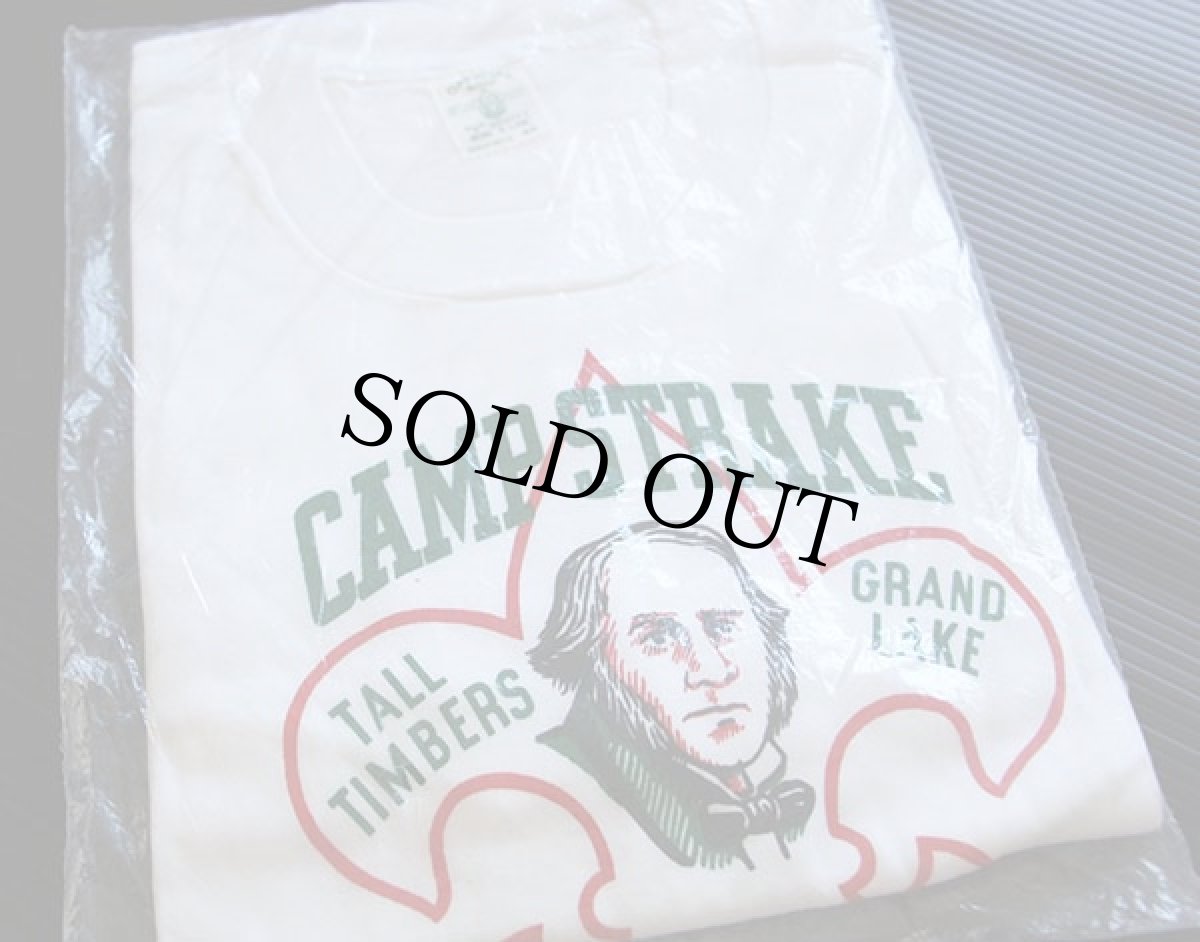 CAMP STRAKE
SOLD OUT
GRAND
LAKE
TALL
TIMBERS